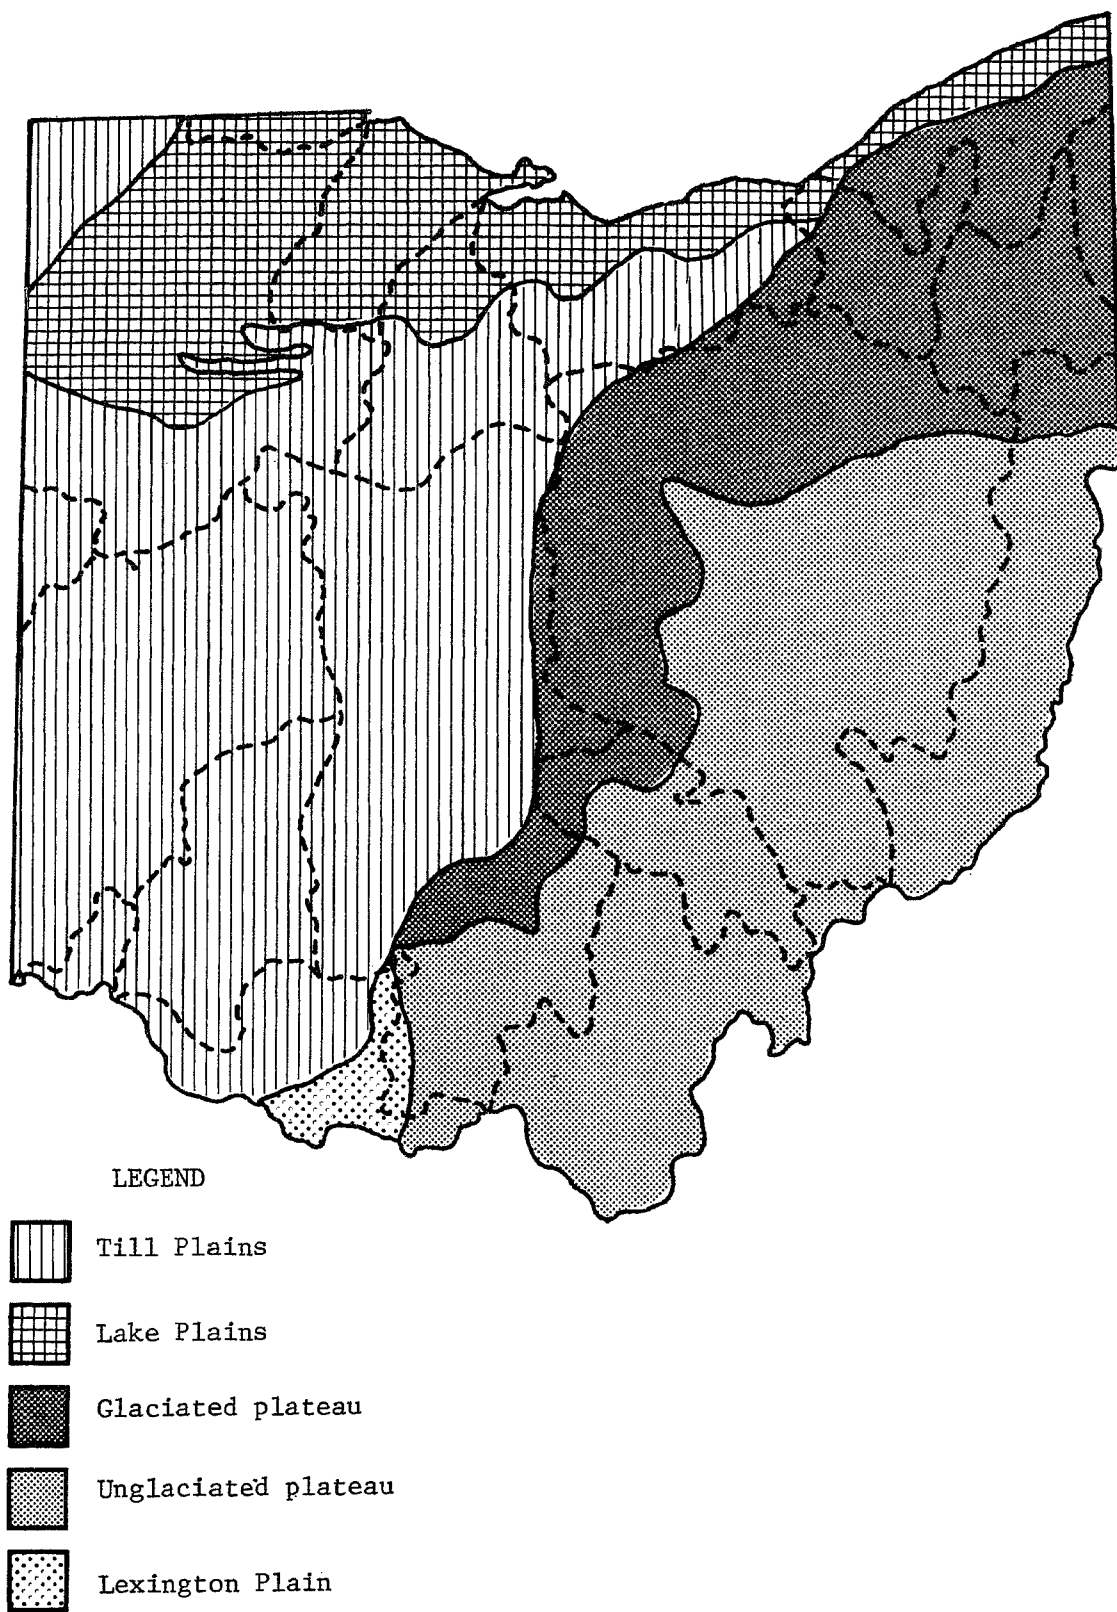 LEGEND
Till Plains
Lake Plains
Glaciated plateau
Unglaciated plateau
Lexington Plain